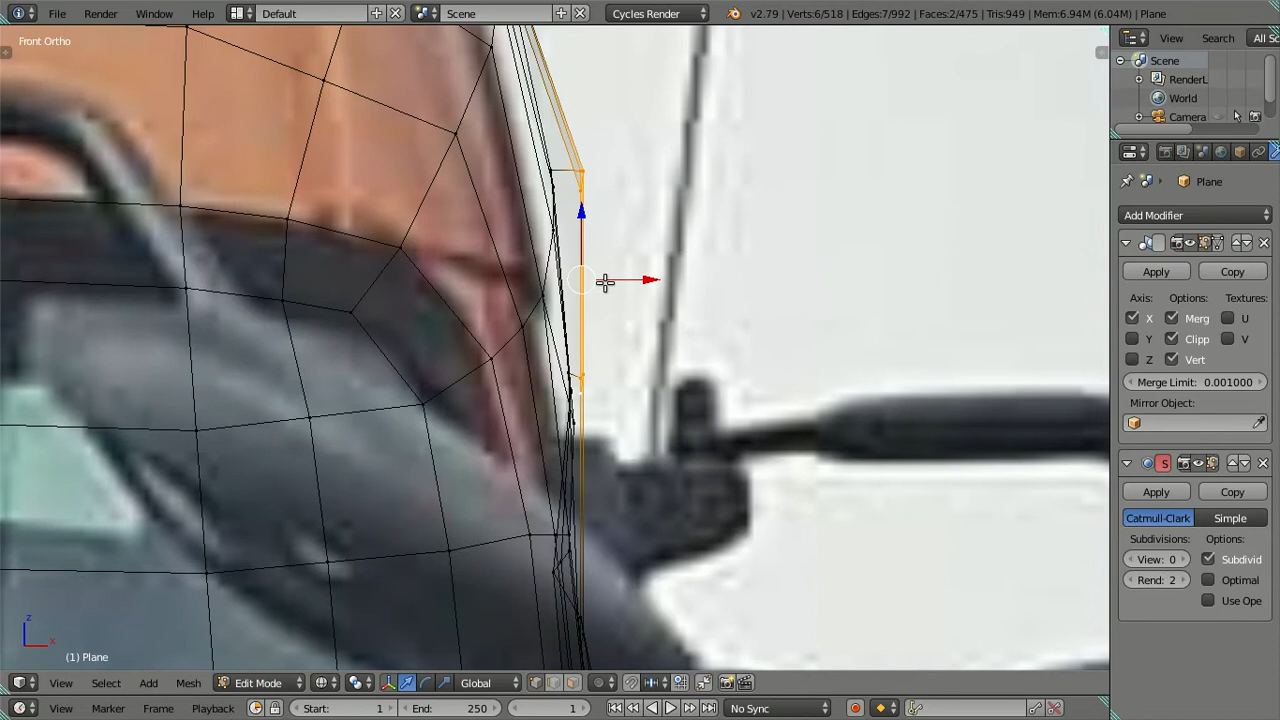 File Render Window Help Default Scene Cycles Render v2.79 | Verts:6/518 | Edges:7/992 | Faces:2/475 | Tris:949 | Mem:6.94M (6.04M) | Plane
Front Ortho
View Search All Sc
Scene
RenderL
World
Camera
Plane
Add Modifier
Apply Copy
Axis: Options: Textures:
X Merg U
Y Clipp V
Z Vert
Merge Limit: 0.001000
Mirror Object:
S
Apply Copy
Catmull-Clark Simple
Subdivisions: Options:
View: 0 Subdivid
Rend: 2 Optimal
Use Ope
z
x
(1) Plane
View Select Add Mesh Edit Mode Global
View Marker Frame Playback Start: 1 End: 250 1 No Sync